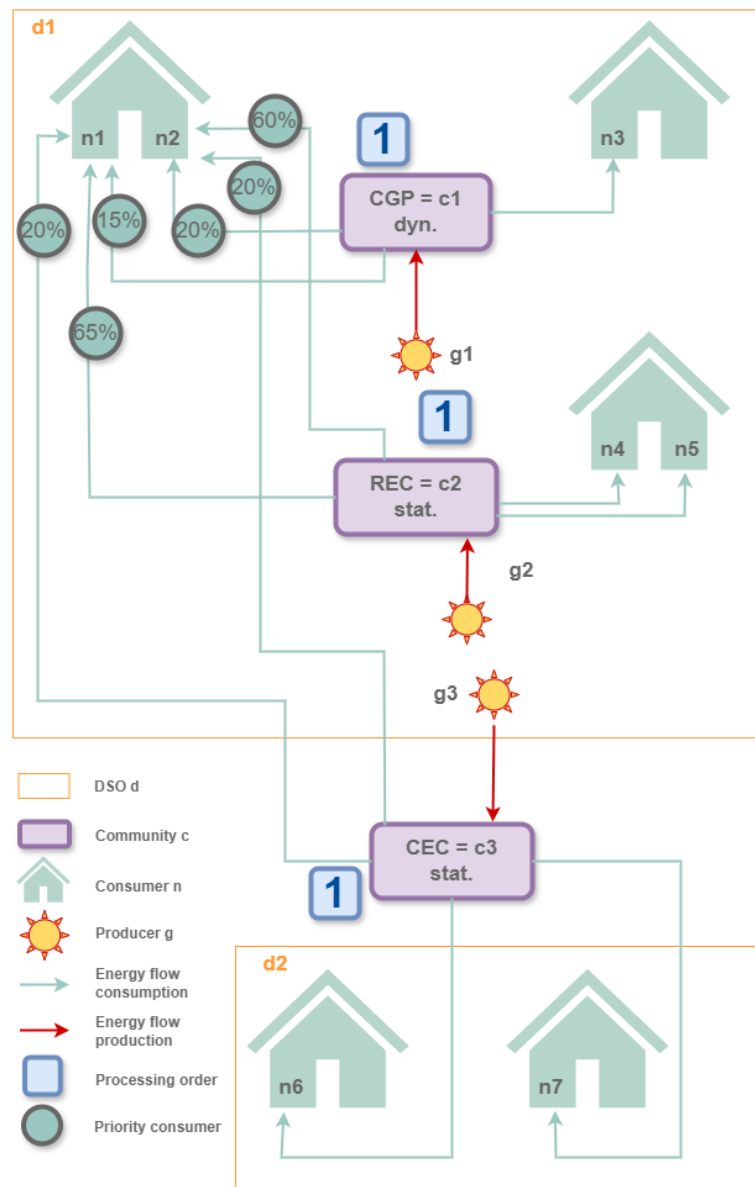 d1
n1
n2
60%
1
n3
20%
CGP = c1
dyn.
20%
15%
20%
65%
g1
1
n4
n5
REC = c2
stat.
g2
g3
DSO d
Community c
CEC = c3
stat.
Consumer n
1
Producer g
d2
Energy flow
consumption
Energy flow
production
n6
n7
Processing order
Priority consumer